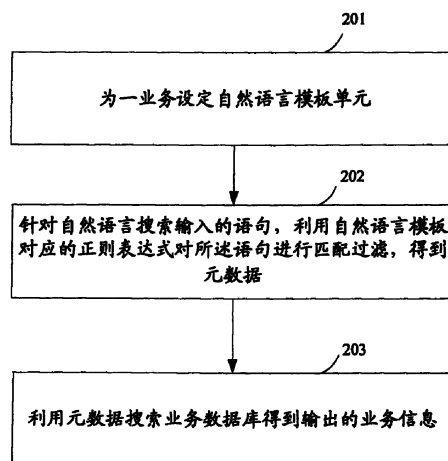 201
为一业务设定自然语言模板单元
202
针对自然语言搜索输入的语句，利用自然语言模板
对应的正则表达式对所述语句进行匹配过滤，得到
元数据
203
利用元数据搜索业务数据库得到输出的业务信息